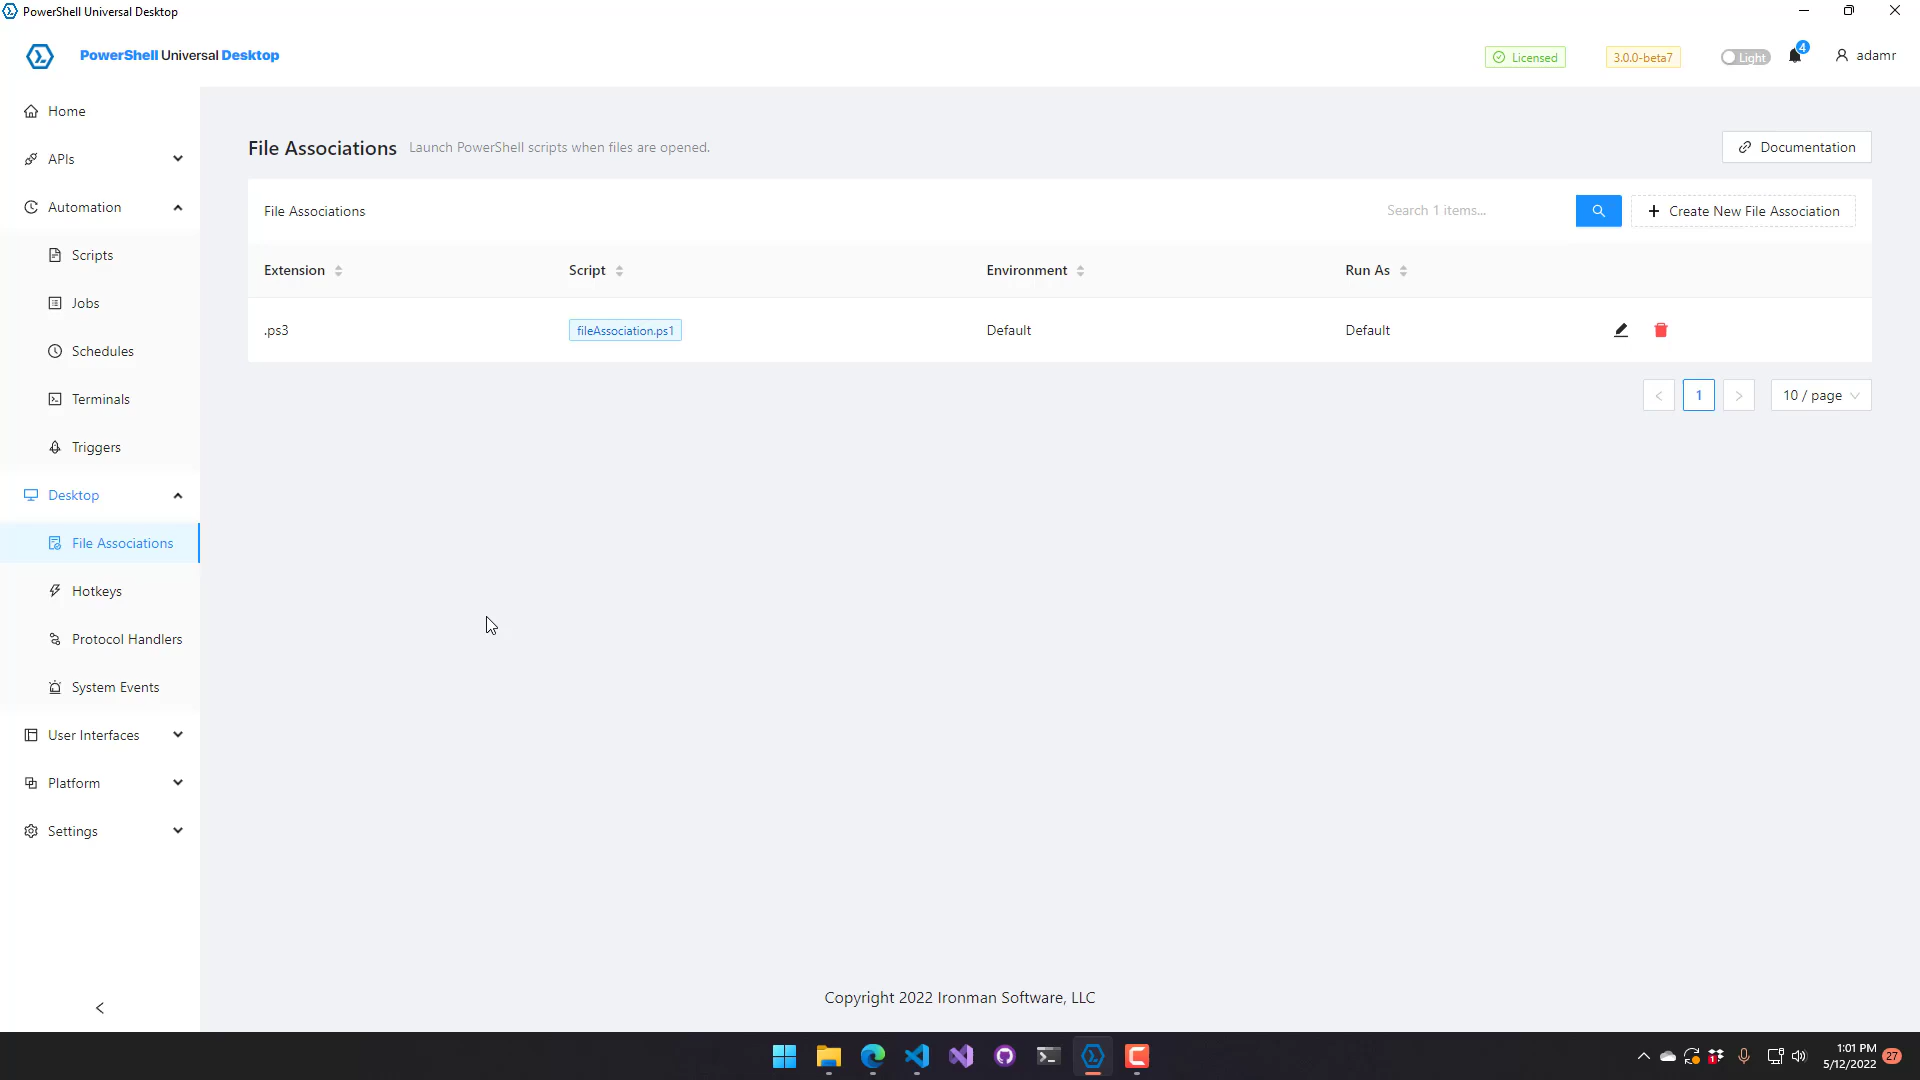 PowerShell Universal Desktop
PowerShell Universal Desktop
Licensed
3.0.0-beta7
Light
4
adamr
Home
APIs
Automation
Scripts
Jobs
Schedules
Terminals
Triggers
Desktop
File Associations
Hotkeys
Protocol Handlers
System Events
User Interfaces
Platform
Settings
File Associations Launch PowerShell scripts when files are opened.
Documentation
File Associations
Search 1 items...
Create New File Association
Extension Script Environment Run As
.ps3 fileAssociation.ps1 Default Default
1
10 / page
Copyright 2022 Ironman Software, LLC
1:01 PM
5/12/2022
27